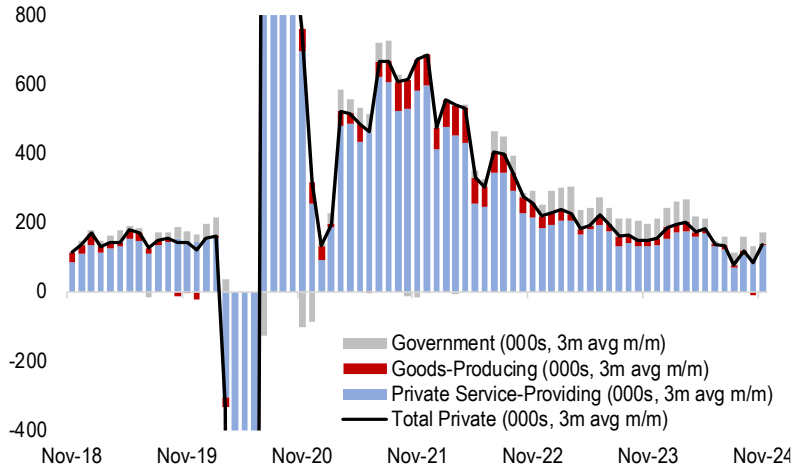 800
600
400
200
0
-200
-400
Government (000s, 3m avg m/m)
Goods-Producing (000s, 3m avg m/m)
Private Service-Providing (000s, 3m avg m/m)
Total Private (000s, 3m avg m/m)
Nov-18 Nov-19 Nov-20 Nov-21 Nov-22 Nov-23 Nov-24